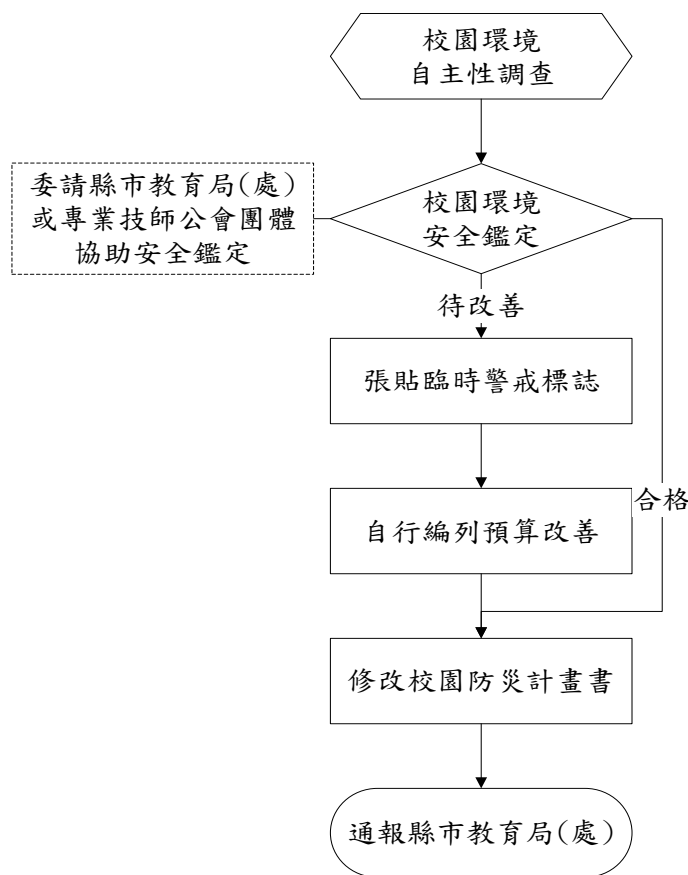 校園環境
自主性調查
委請縣市教育局(處)
或專業技師公會團體
協助安全鑑定
校園環境
安全鑑定
待改善
張貼臨時警戒標誌
合格
自行編列預算改善
修改校園防災計畫書
通報縣市教育局(處)